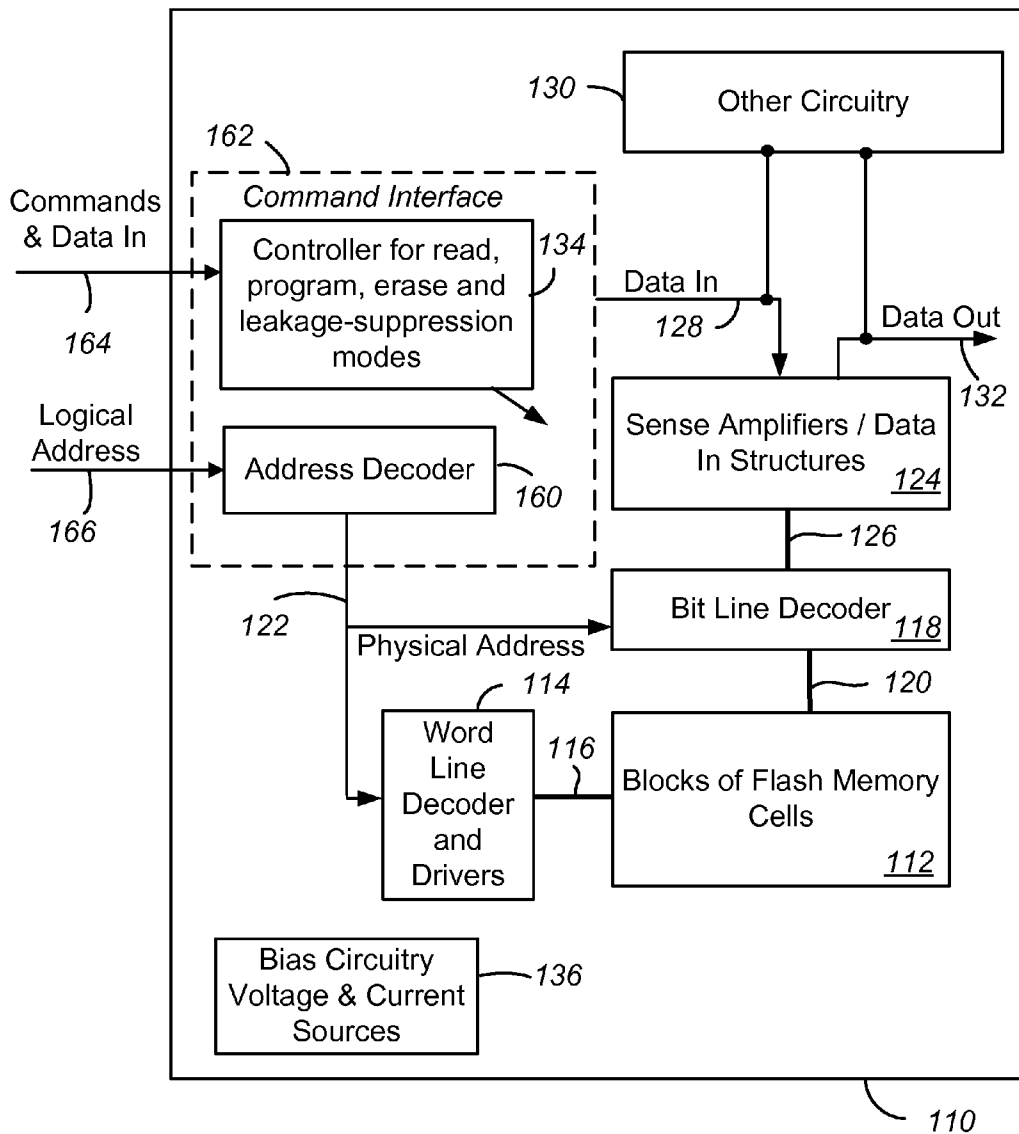 130
Other Circuitry
162
Command Interface
Commands
& Data In
164
Controller for read,
program, erase and
leakage-suppression
modes
134
Data In
128
Data Out
132
Logical
Address
166
Address Decoder
160
Sense Amplifiers / Data
In Structures
124
126
122
Physical Address
Bit Line Decoder
118
120
114
Word
Line
Decoder
and
Drivers
116
Blocks of Flash Memory
Cells
112
Bias Circuitry
Voltage & Current
Sources
136
110